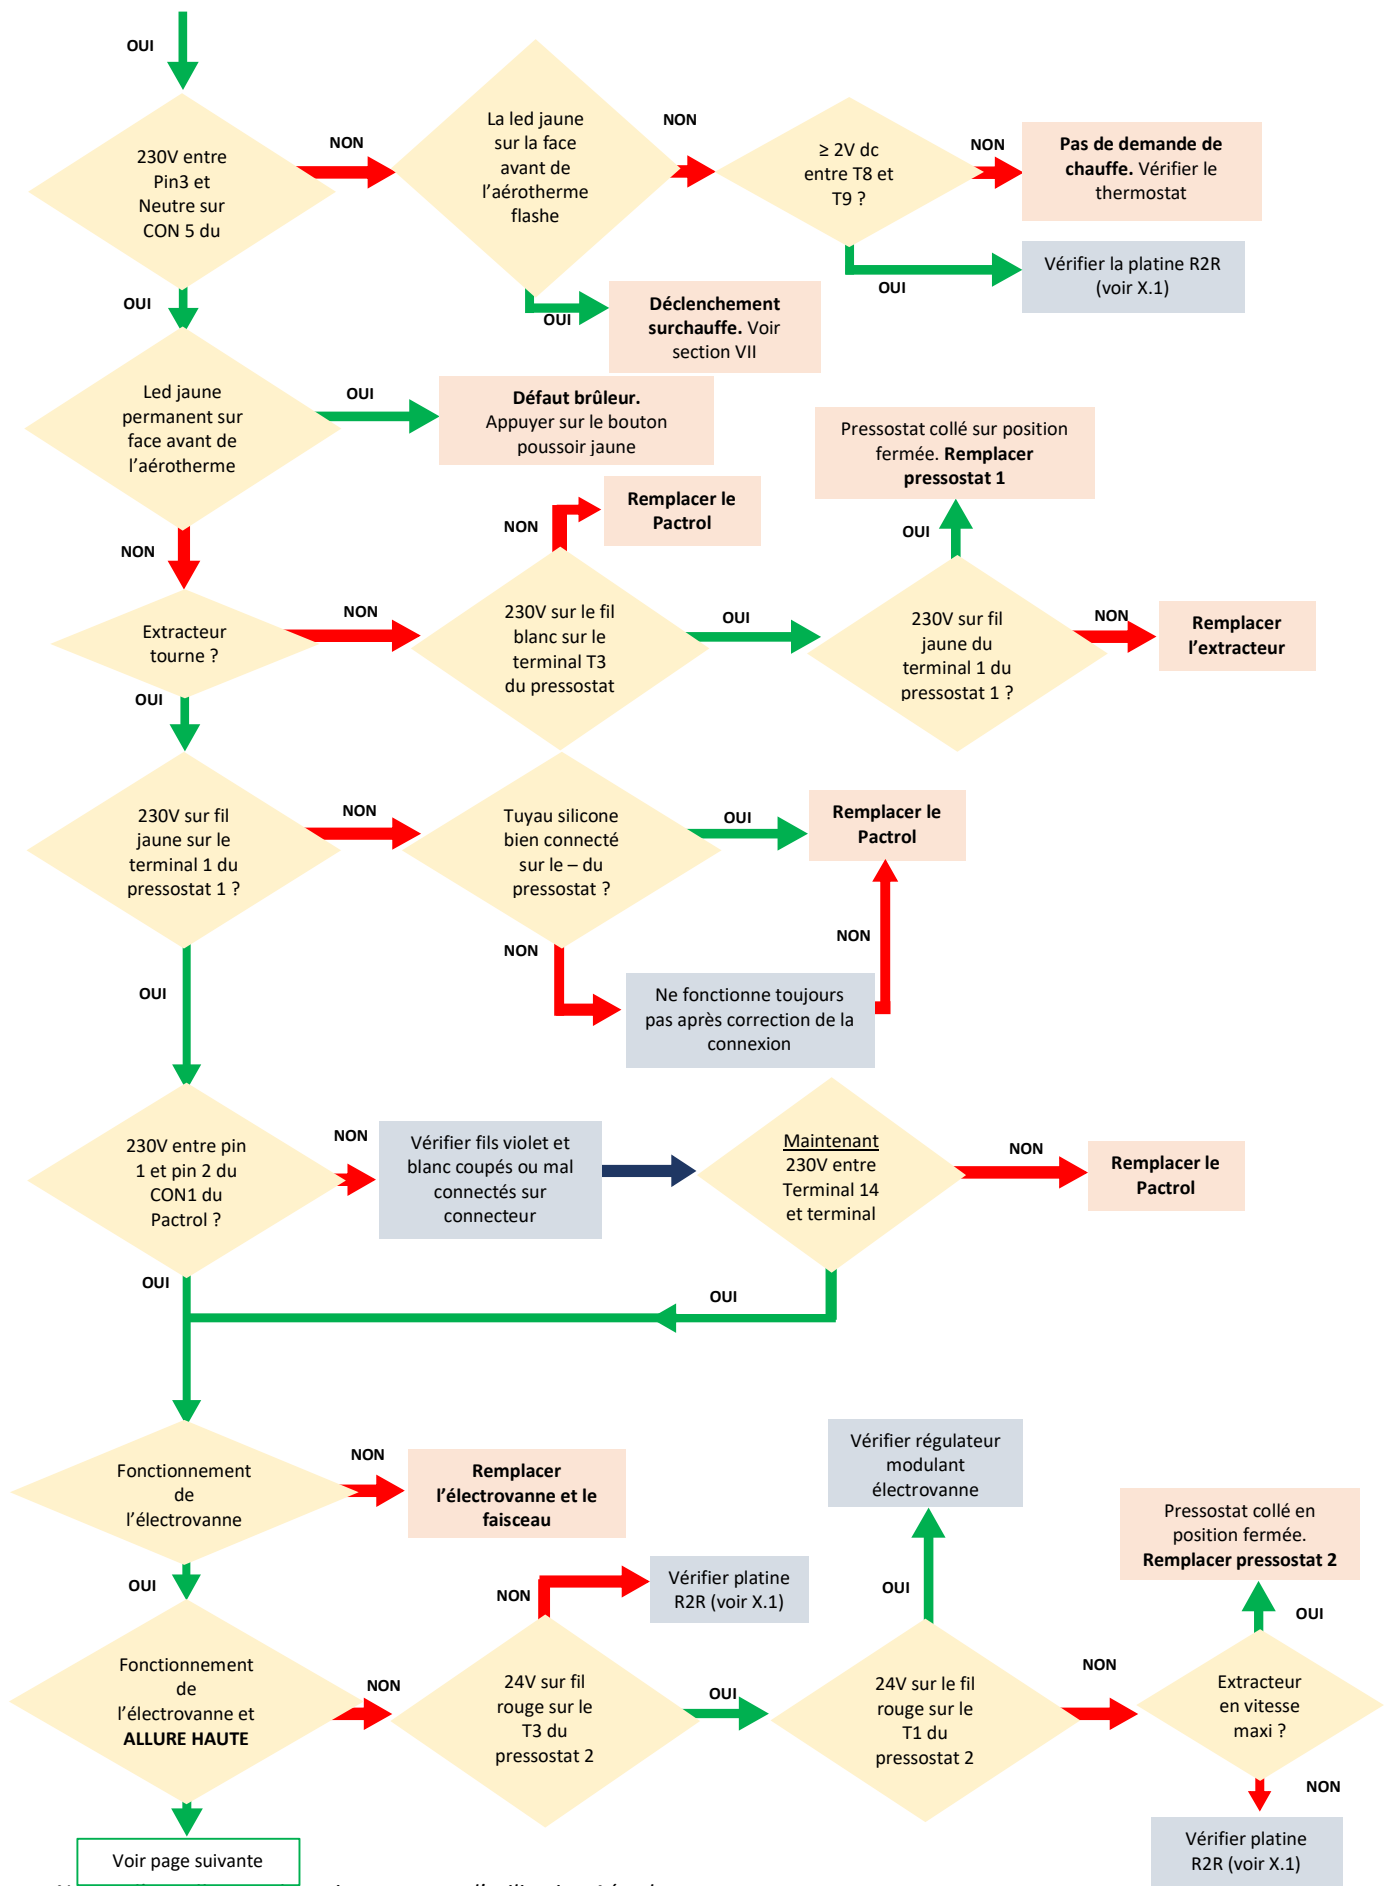 OUI
230V entre
Pin3 et
Neutre sur
CON 5 du
NON
La led jaune
sur la face
avant de
l'aérotherme
flashe
NON
≥ 2V dc
entre T8 et
T9 ?
NON
Pas de demande de
chauffe. Vérifier le
thermostat
OUI
Vérifier la platine R2R
(voir X.1)
OUI
Déclenchement
surchauffe. Voir
section VII
OUI
Led jaune
permanent sur
face avant de
l'aérotherme
OUI
Défaut brûleur.
Appuyer sur le bouton
poussoir jaune
Pressostat collé sur position
fermée. Remplacer
pressostat 1
OUI
NON
Remplacer le
Pactrol
NON
Extracteur
tourne ?
NON
230V sur le fil
blanc sur le
terminal T3
du pressostat
OUI
230V sur fil
jaune du
terminal 1 du
pressostat 1 ?
NON
Remplacer
l'extracteur
OUI
230V sur fil
jaune sur le
terminal 1 du
pressostat 1 ?
NON
Tuyau silicone
bien connecté
sur le – du
pressostat ?
OUI
Remplacer le
Pactrol
NON
NON
Ne fonctionne toujours
pas après correction de la
connexion
OUI
230V entre pin
1 et pin 2 du
CON1 du
Pactrol ?
NON
Vérifier fils violet et
blanc coupés ou mal
connectés sur
connecteur
Maintenant
230V entre
Terminal 14
et terminal
NON
Remplacer le
Pactrol
OUI
OUI
Fonctionnement
de
l'électrovanne
NON
Remplacer
l'électrovanne et le
faisceau
Vérifier régulateur
modulant
électrovanne
Pressostat collé en
position fermée.
Remplacer pressostat 2
OUI
NON
Vérifier platine
R2R (voir X.1)
OUI
OUI
Fonctionnement
de
l'électrovanne et
ALLURE HAUTE
NON
24V sur fil
rouge sur le
T3 du
pressostat 2
OUI
24V sur le fil
rouge sur le
T1 du
pressostat 2
NON
Extracteur
en vitesse
maxi ?
NON
Vérifier platine
R2R (voir X.1)
Voir page suivante